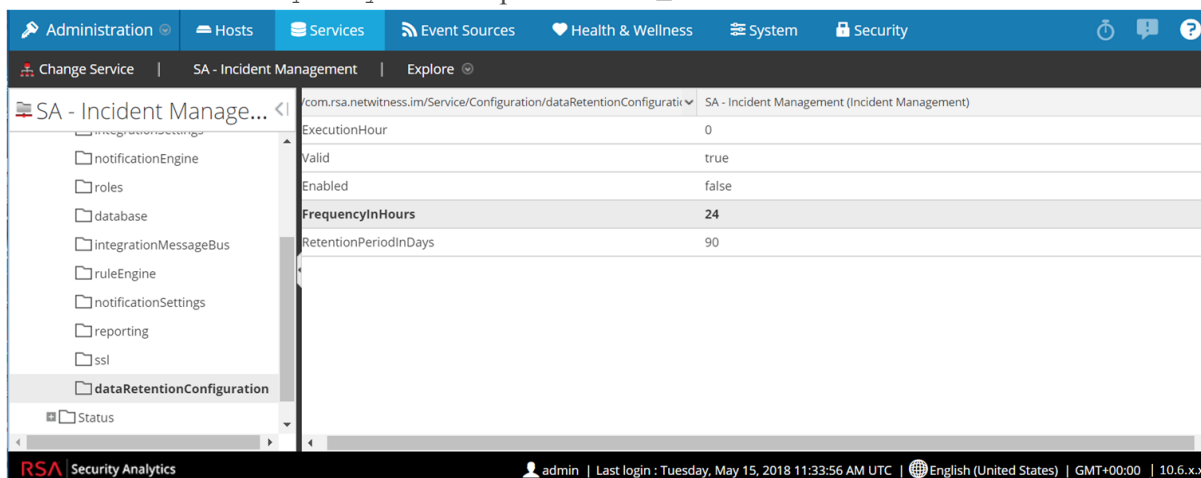 Administration Hosts Services Event Sources Health & Wellness System Security ?
Change Service | SA - Incident Management | Explore
SA - Incident Manage...
/com.rsa.netwitness.im/Service/Configuration/dataRetentionConfiguratic SA - Incident Management (Incident Management)
ExecutionHour 0
notificationEngine
Valid true
roles
Enabled false
database
FrequencyInHours 24
integrationMessageBus
RetentionPeriodInDays 90
ruleEngine
notificationSettings
reporting
ssl
dataRetentionConfiguration
Status
RSA Security Analytics admin | Last login : Tuesday, May 15, 2018 11:33:56 AM UTC | English (United States) | GMT+00:00 | 10.6.x.x